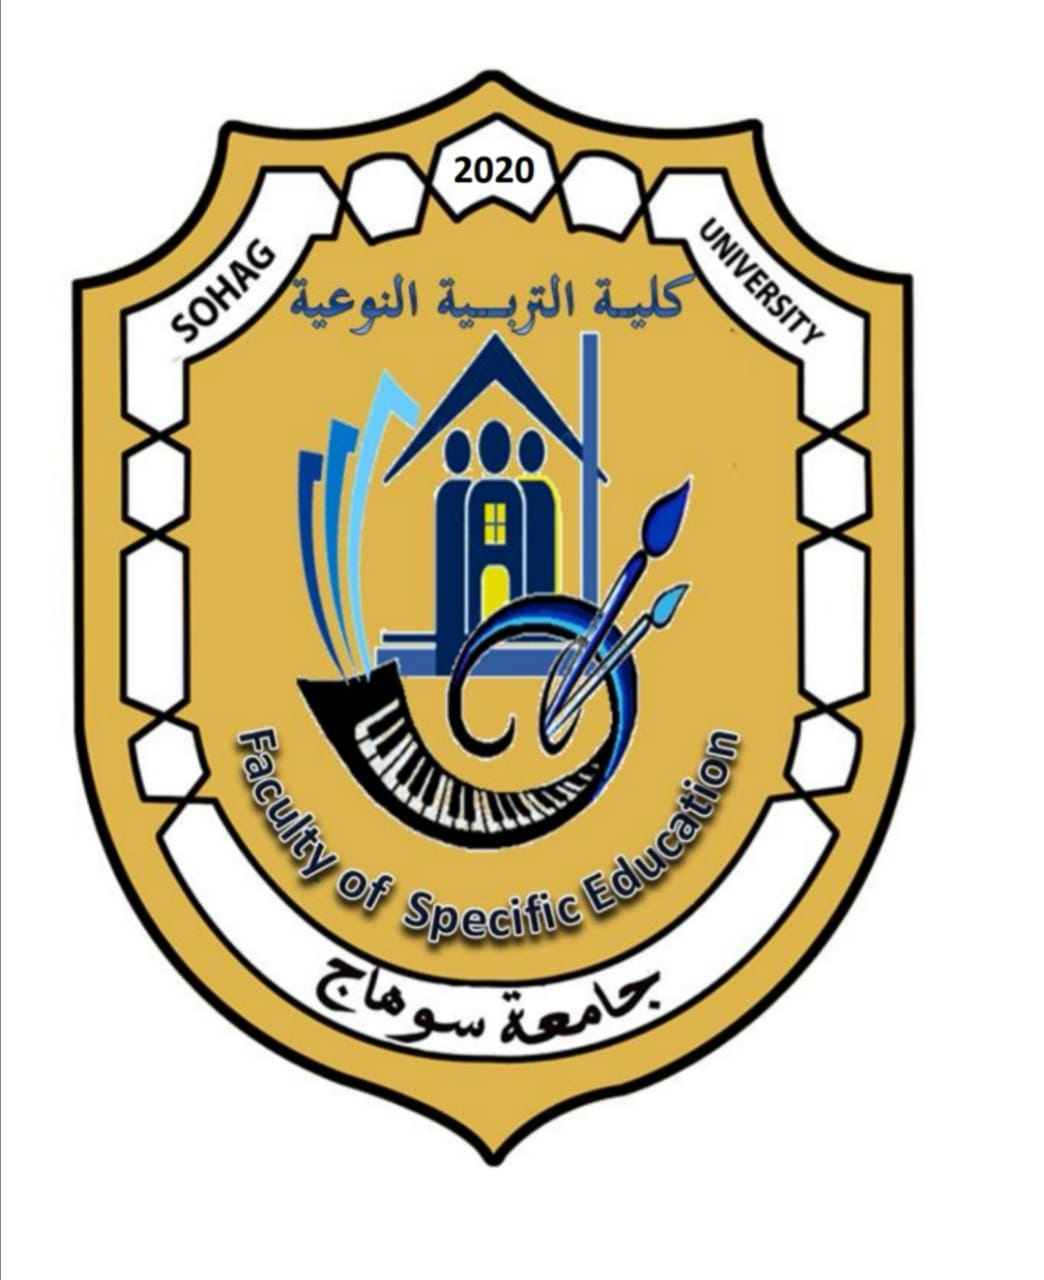 2020
SOHAG
UNIVERSITY
كلية التربية النوعية
Faculty of Specific Education
جامعة سوهاج